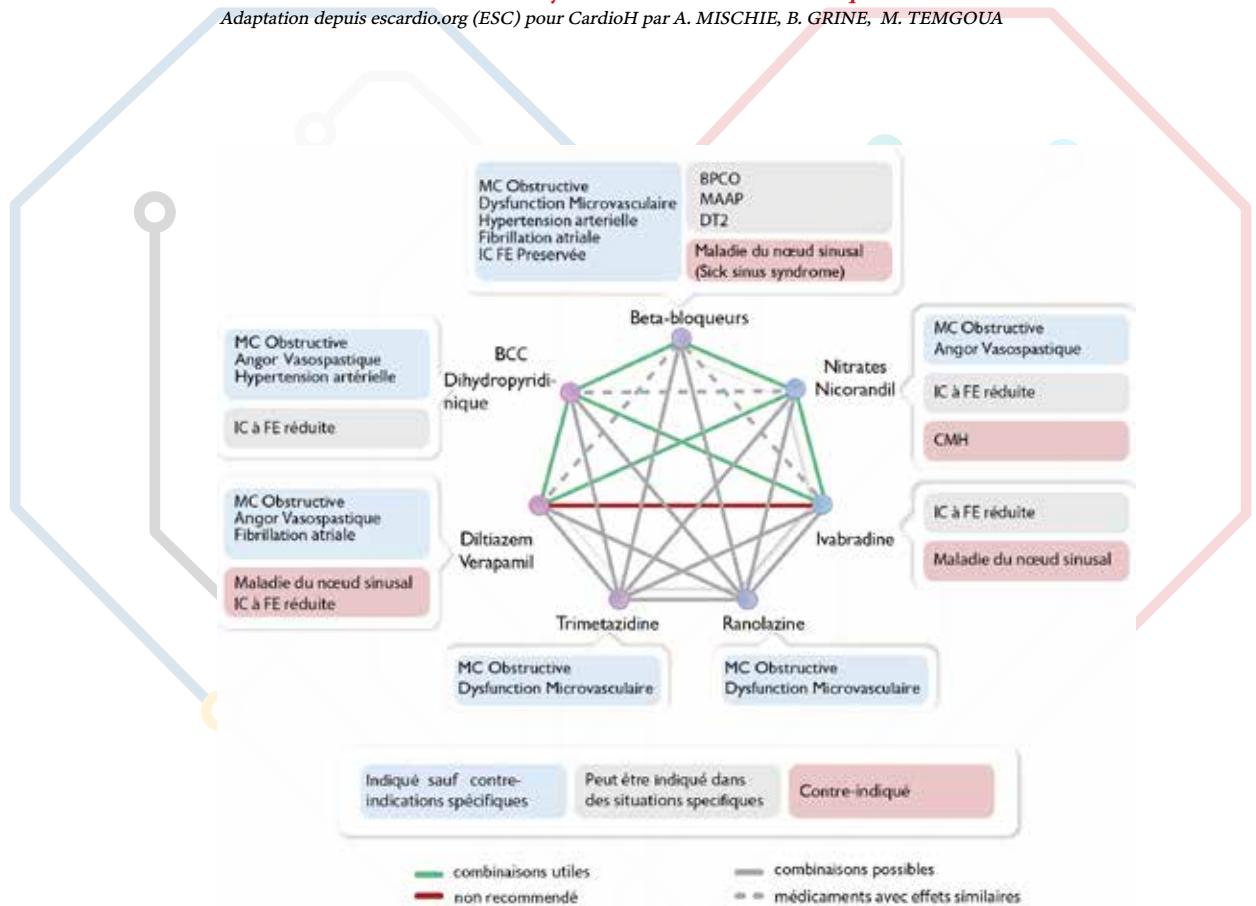 Adaptation depuis escardio.org (ESC) pour CardioH par A. MISCHIE, B. GRINE, M. TEMGOUA
MC Obstructive
Dysfunction Microvasculaire
Hypertension arterielle
Fibrillation atriale
IC FE Preservée
BPCO
MAAP
DT2
Maladie du nœud sinusal
(Sick sinus syndrome)
Beta-bloqueurs
MC Obstructive
Angor Vasospastique
Hypertension artérielle
IC à FE réduite
BCC
Dihydropyridi-
nique
Nitrates
Nicorandil
MC Obstructive
Angor Vasospastique
IC à FE réduite
CMH
MC Obstructive
Angor Vasospastique
Fibrillation atriale
Maladie du nœud sinusal
IC à FE réduite
Diltiazem
Verapamil
Ivabradine
IC à FE réduite
Maladie du nœud sinusal
Trimetazidine
Ranolazine
MC Obstructive
Dysfunction Microvasculaire
MC Obstructive
Dysfunction Microvasculaire
Indiqué sauf contre-
indications spécifiques
Peut être indiqué dans
des situations specifiques
Contre-indiqué
combinaisons utiles
non recommendé
combinaisons possibles
médicaments avec effets similaires